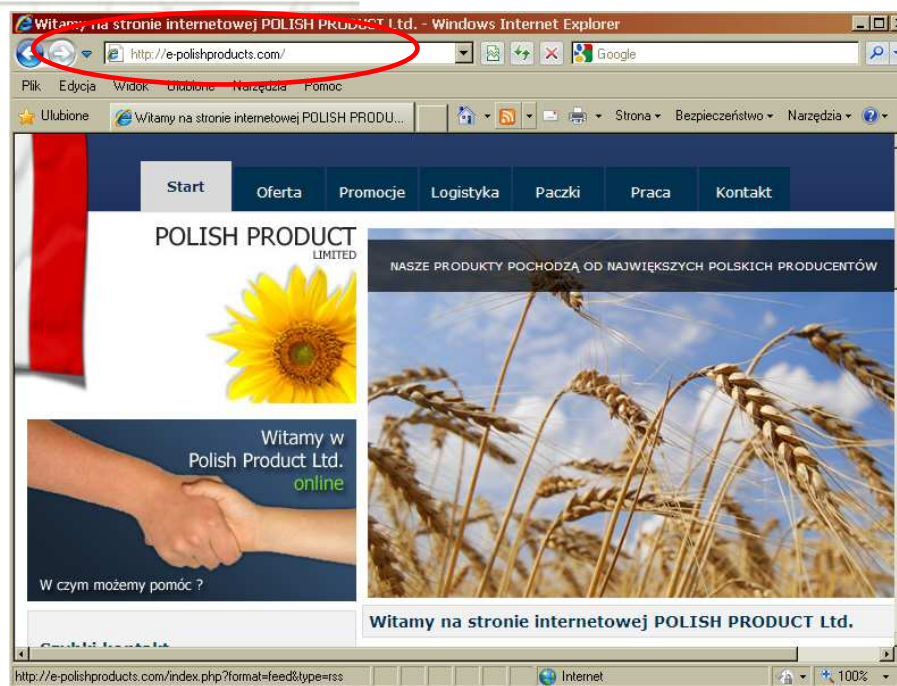 Witamy na stronie internetowej POLISH PRODUCT Ltd. - Windows Internet Explorer
http://e-polishproducts.com/
Google
Plik Edycja Widok Ulubione Narzędzia Pomoc
Ulubione Witamy na stronie internetowej POLISH PRODU... Strona Bezpieczeństwo Narzędzia
Start Oferta Promocje Logistyka Paczki Praca Kontakt
POLISH PRODUCT
LIMITED
NASZE PRODUKTY POCHODZĄ OD NAJWIĘKSZYCH POLSKICH PRODUCENTÓW
Witamy w
Polish Product Ltd.
online
W czym możemy pomóc ?
Witamy na stronie internetowej POLISH PRODUCT Ltd.
Szybki kontakt
http://e-polishproducts.com/index.php?format=feed&type=rss Internet 100%